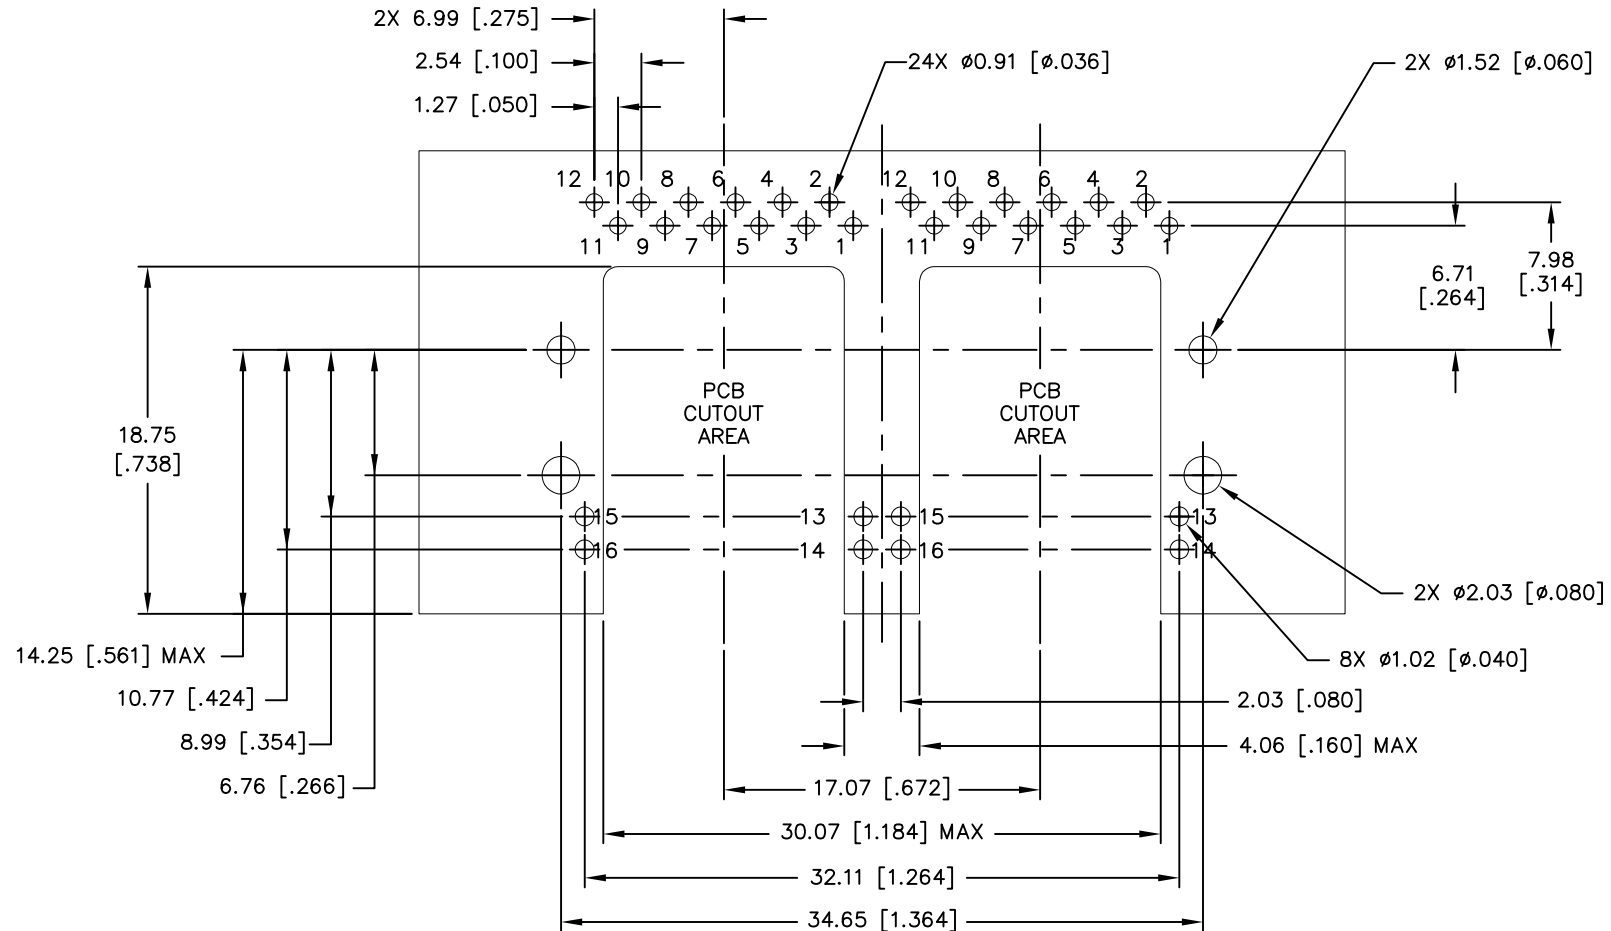 2X 6.99 [.275]
2.54 [.100]
1.27 [.050]
24X ø0.91 [ø.036]
2X ø1.52 [ø.060]
12 10 8 6 4 2 12 10 8 6 4 2
11 9 7 5 3 1 11 9 7 5 3 1
7.98
[.314]
6.71
[.264]
PCB
CUTOUT
AREA
PCB
CUTOUT
AREA
18.75
[.738]
15 13 15 13
16 14 16 14
2X ø2.03 [ø.080]
14.25 [.561] MAX
8X ø1.02 [ø.040]
10.77 [.424]
2.03 [.080]
8.99 [.354]
4.06 [.160] MAX
6.76 [.266]
17.07 [.672]
30.07 [1.184] MAX
32.11 [1.264]
34.65 [1.364]